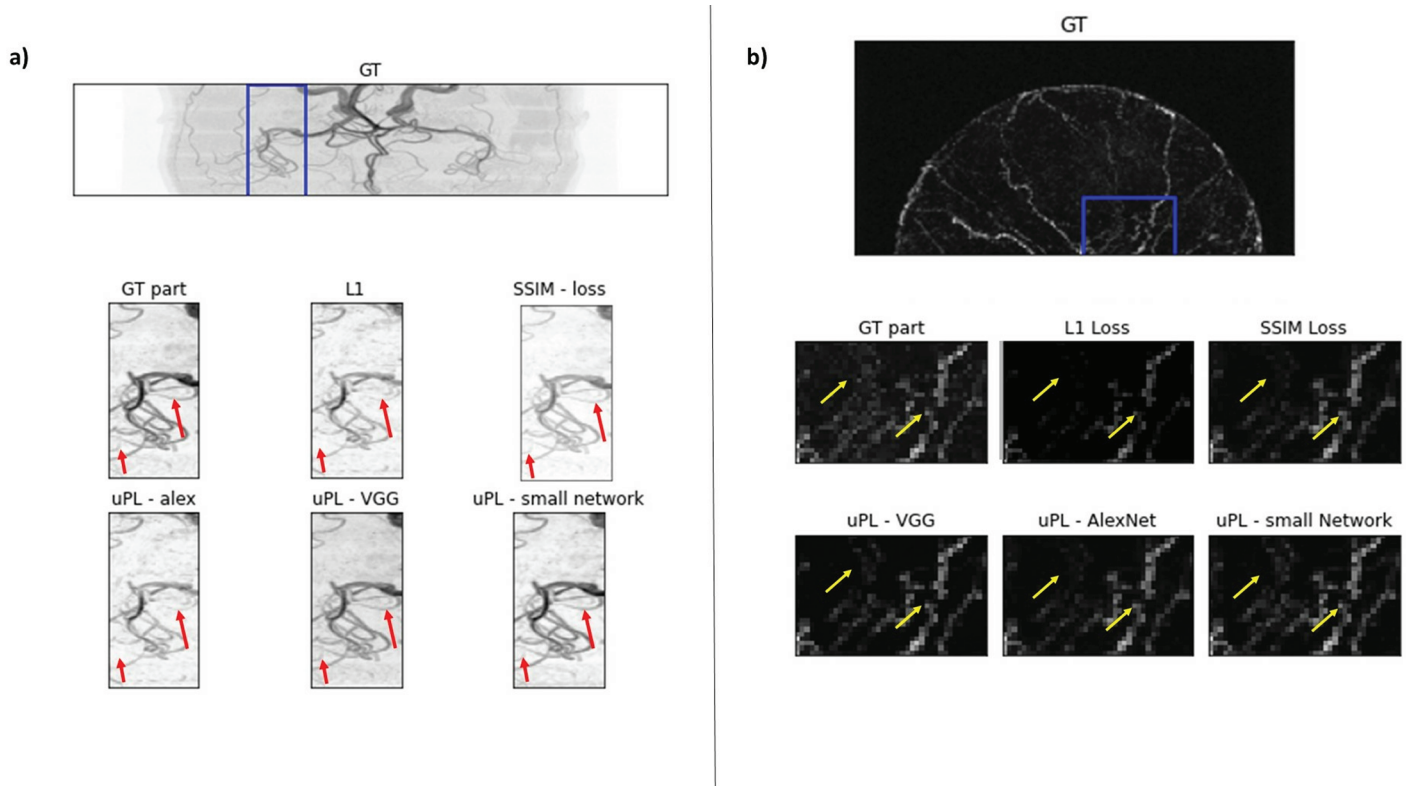 a)
GT
GT part
L1
SSIM - loss
uPL - alex
uPL - VGG
uPL - small network
b)
GT
GT part
L1 Loss
SSIM Loss
uPL - VGG
uPL - AlexNet
uPL - small Network